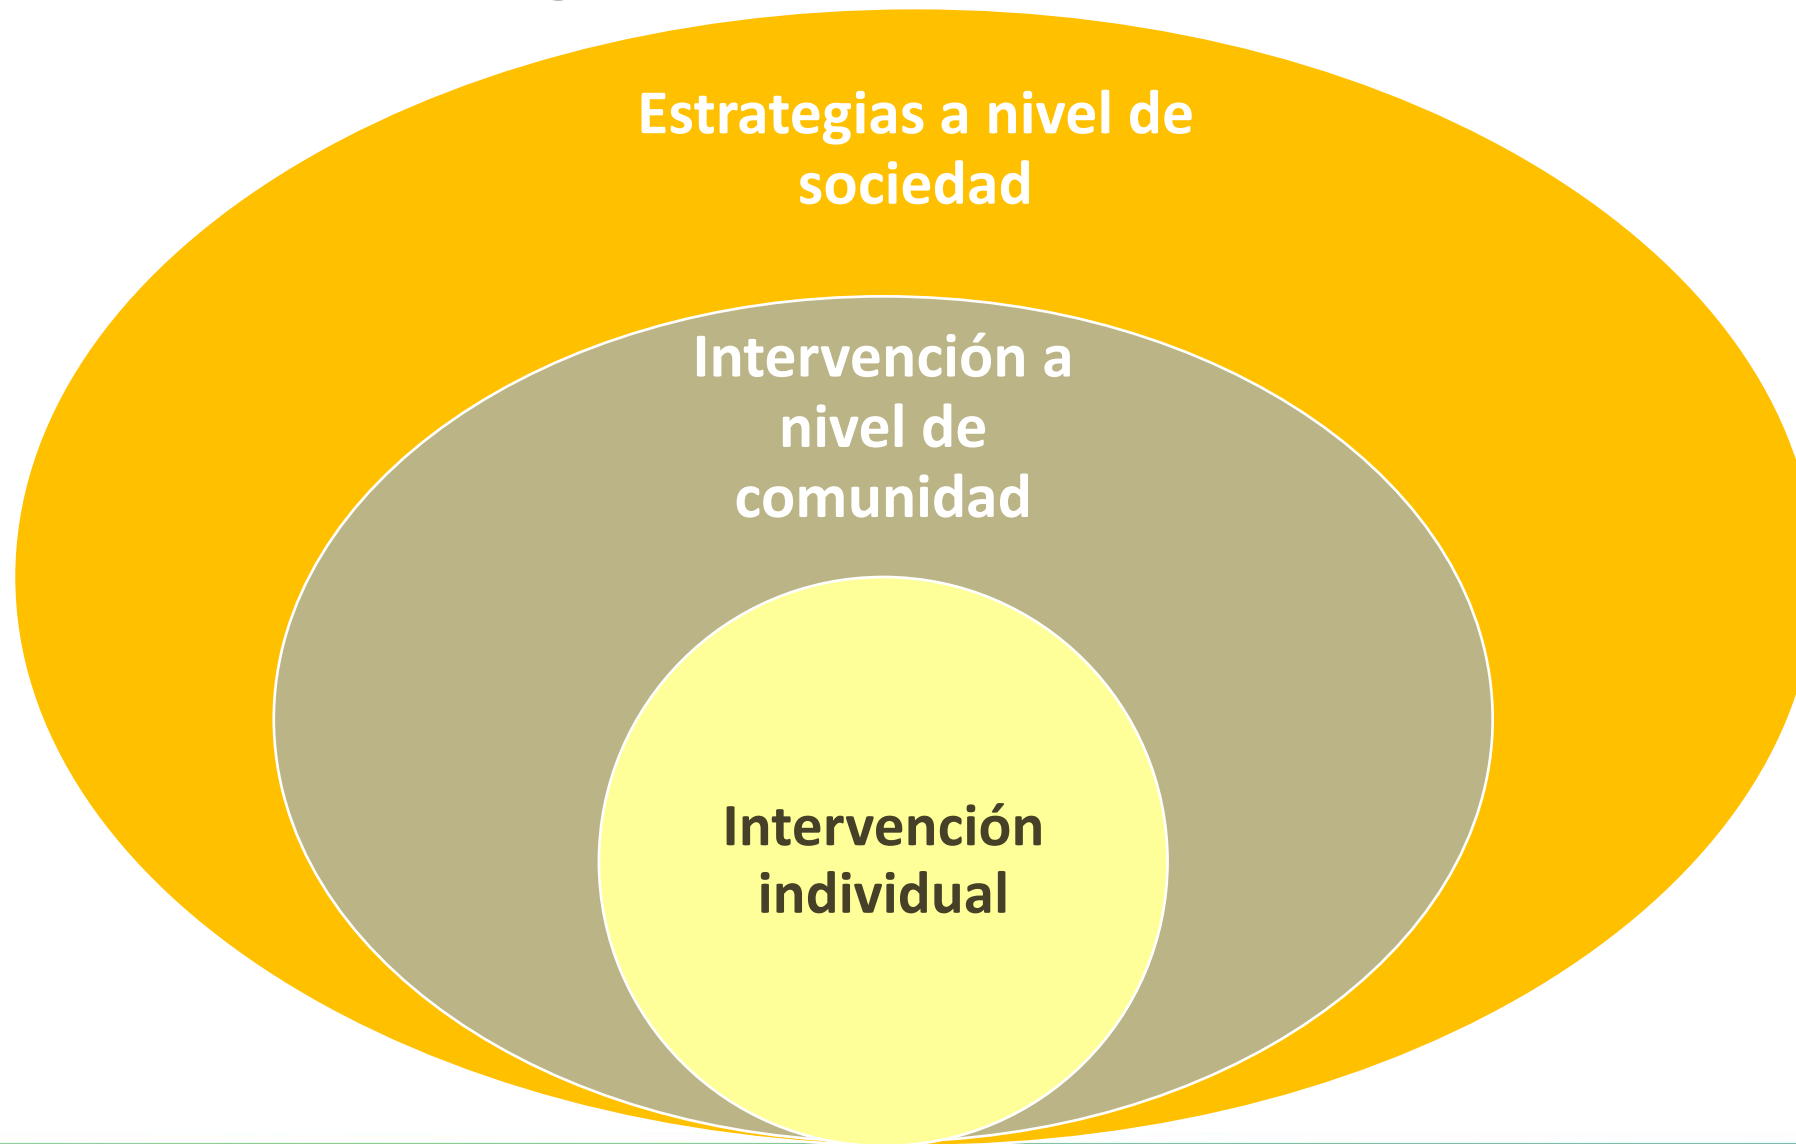 Estrategias a nivel de
sociedad
Intervención a
nivel de
comunidad
Intervención
individual